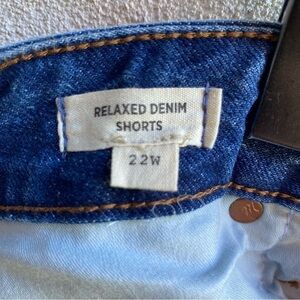 RELAXED DENIM
SHORTS
22W